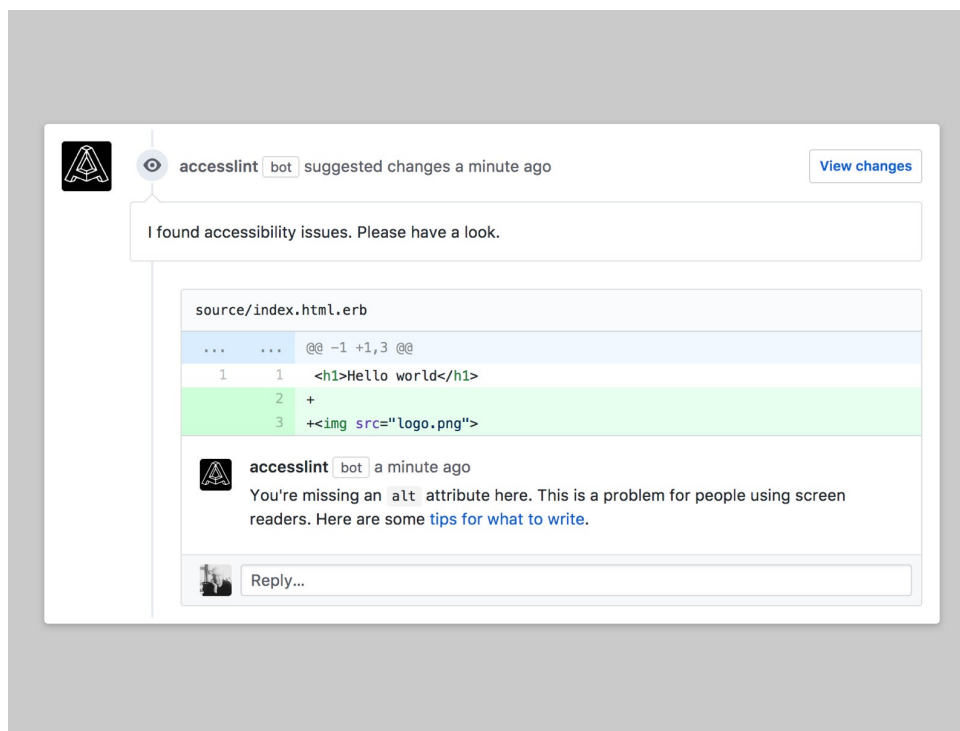 accesslint bot suggested changes a minute ago
View changes
I found accessibility issues. Please have a look.
source/index.html.erb
... ... @@ -1 +1,3 @@
1 1 <h1>Hello world</h1>
2 +
3 +<img src="logo.png">
accesslint bot a minute ago
You're missing an alt attribute here. This is a problem for people using screen
readers. Here are some tips for what to write.
Reply...